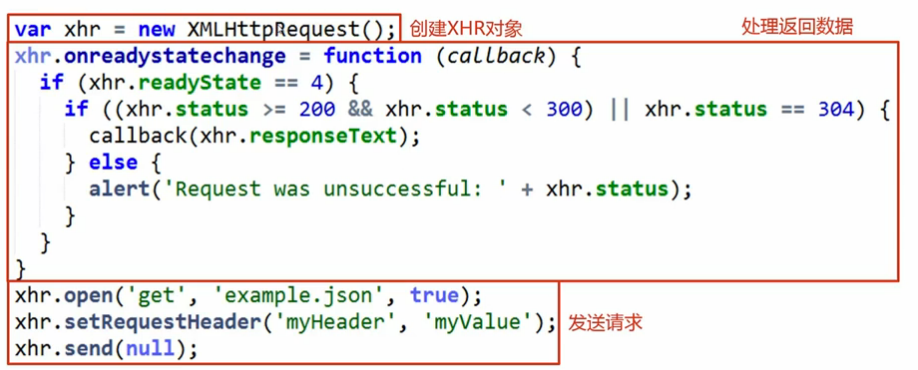 var xhr = new XMLHttpRequest(); 创建XHR对象 处理返回数据
xhr.onreadystatechange = function (callback) {
if (xhr.readyState == 4) {
if ((xhr.status >= 200 && xhr.status < 300) || xhr.status == 304) {
callback(xhr.responseText);
} else {
alert('Request was unsuccessful: ' + xhr.status);
}
}
}
xhr.open('get', 'example.json', true);
xhr.setRequestHeader('myHeader', 'myValue'); 发送请求
xhr.send(null);